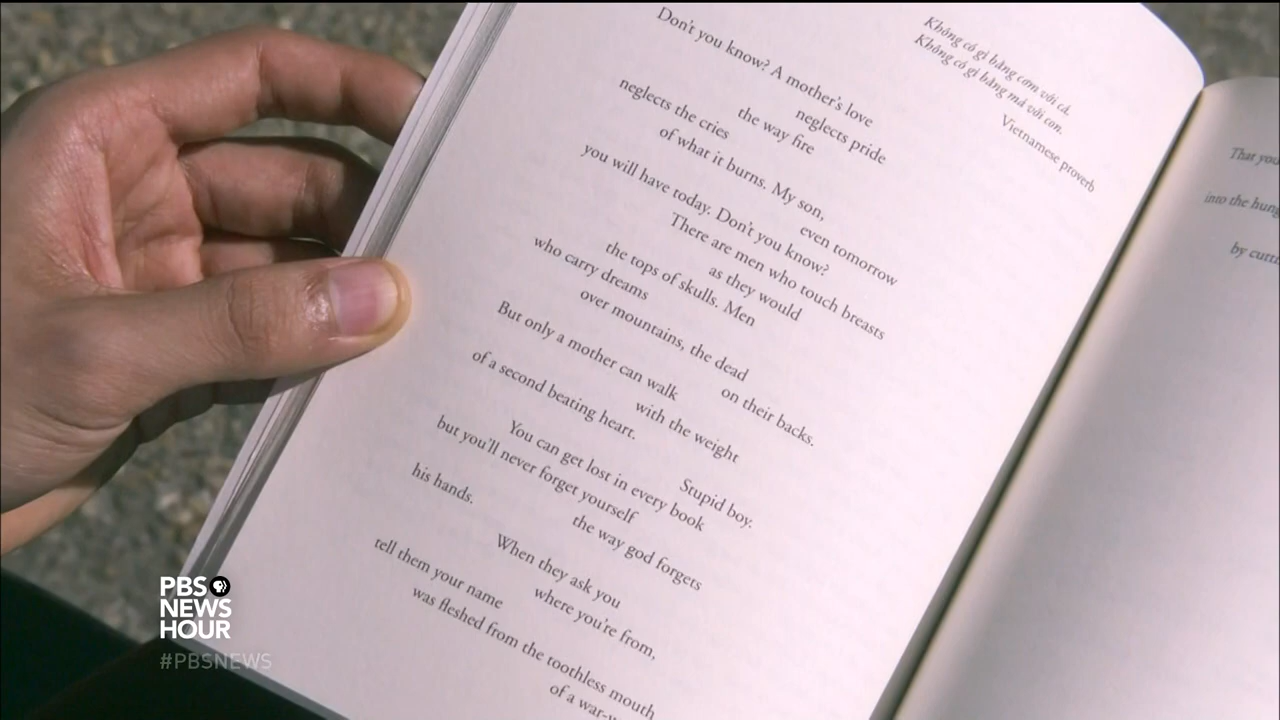 Không có gì bằng cơm với cá.
Không có gì bằng má với con.
Vietnamese proverb
Don't you know? A mother's love
neglects pride
the way fire
neglects the cries
of what it burns. My son,
even tomorrow
you will have today. Don't you know?
There are men who touch breasts
as they would
the tops of skulls. Men
who carry dreams
over mountains, the dead
on their backs.
But only a mother can walk
with the weight
of a second beating heart.
Stupid boy.
You can get lost in every book
but you'll never forget yourself
the way god forgets
his hands.
When they ask you
where you're from,
tell them your name
was fleshed from the toothless mouth
of a war-
That you
into the
by
PBS
NEWS
HOUR
#PBSNEWS